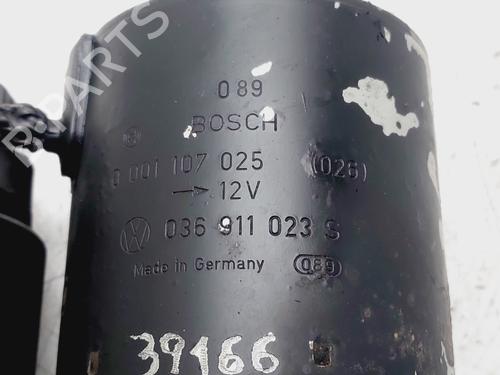 089
BOSCH
0 001 107 025 (026)
→ 12V
036 911 023 S
Made in Germany 089
39166